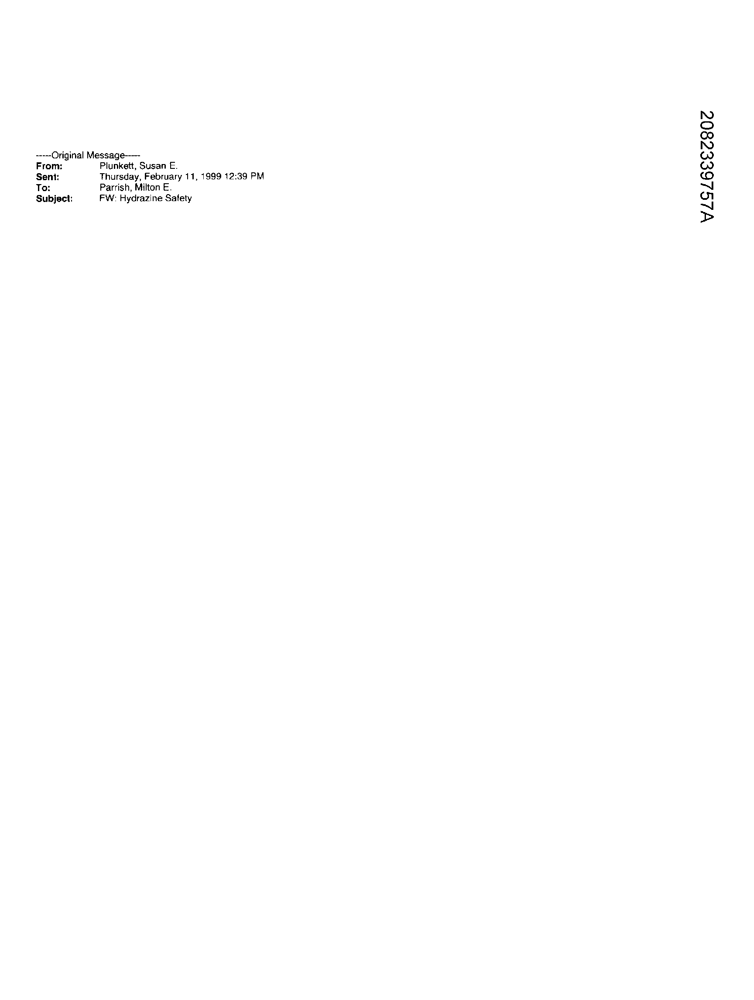 -----Original Message-----
From: Plunkett, Susan E.
Sent: Thursday, February 11, 1999 12:39 PM
To: Parrish, Milton E.
Subject: FW: Hydrazine Safety
2082339757A